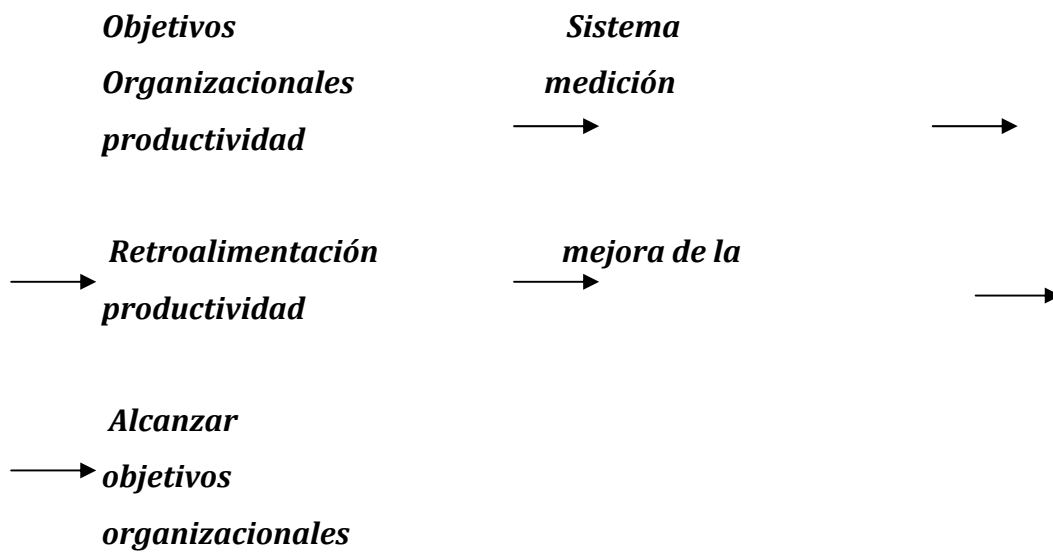 Objetivos Sistema
Organizacionales medición
productividad
Retroalimentación mejora de la
productividad
Alcanzar
objetivos
organizacionales